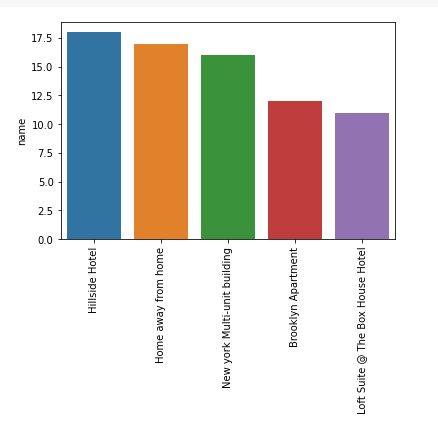 17.5
15.0
12.5
10.0
7.5
5.0
2.5
0.0
name
Hillside Hotel
Home away from home
New york Multi-unit building
Brooklyn Apartment
Loft Suite @ The Box House Hotel